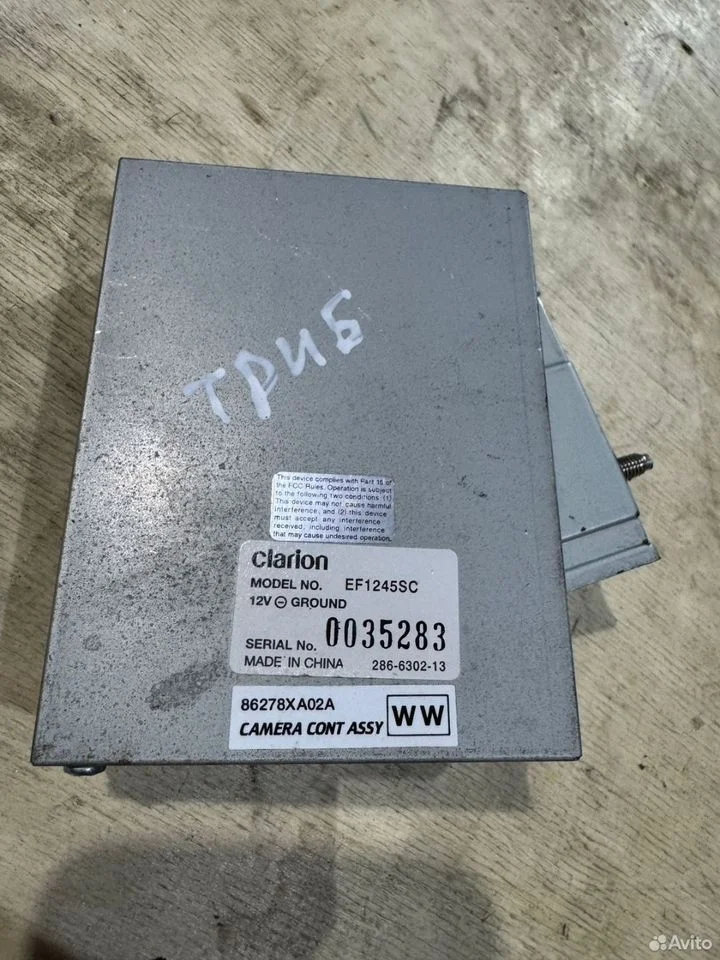 ТРИБ
This device complies with Part 15 of
the FCC Rules. Operation is subject
to the following two conditions: (1)
This device may not cause harmful
interference, and (2) this device
must accept any interference
received, including interference
that may cause undesired operation.
clarion
MODEL NO. EF1245SC
12V ⊖ GROUND
SERIAL No. 0035283
MADE IN CHINA 286-6302-13
86278XA02A
CAMERA CONT ASSY WW
Avito